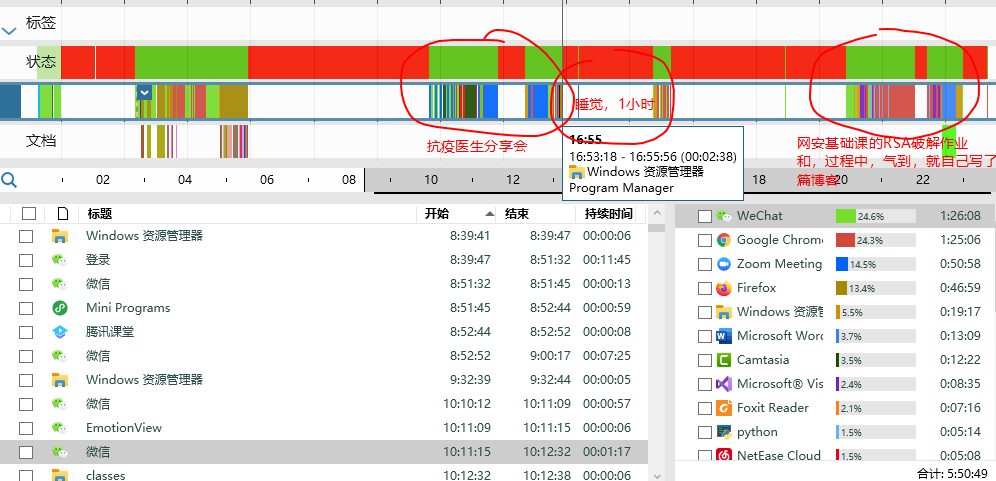 标签
状态
文档
抗疫医生分享会
睡觉，1小时
网安基础课的RSA破解作业
和，过程中，气到，就自己写了
篇博客
16:55
16:53:18 - 16:55:56 (00:02:38)
Windows 资源管理器
Program Manager
02 04 06 08 10 12 18 20 22
标题 开始 结束 持续时间
Windows 资源管理器 8:39:41 8:39:47 00:00:06
登录 8:39:47 8:51:32 00:11:45
微信 8:51:32 8:51:45 00:00:13
Mini Programs 8:51:45 8:52:44 00:00:59
腾讯课堂 8:52:44 8:52:52 00:00:08
微信 8:52:52 9:00:17 00:07:25
Windows 资源管理器 9:32:39 9:32:44 00:00:05
微信 10:10:12 10:11:09 00:00:57
EmotionView 10:11:09 10:11:15 00:00:06
微信 10:11:15 10:12:32 00:01:17
classes 10:12:32 10:12:38 00:00:06
WeChat 24.6% 1:26:08
Google Chrome 24.3% 1:25:06
Zoom Meeting 14.5% 0:50:58
Firefox 13.4% 0:46:59
Windows 资源管 5.5% 0:19:17
Microsoft Word 3.7% 0:13:09
Camtasia 3.5% 0:12:22
Microsoft® Vis 2.4% 0:08:35
Foxit Reader 2.1% 0:07:16
python 1.5% 0:05:14
NetEase Cloud 1.5% 0:05:08
合计: 5:50:49